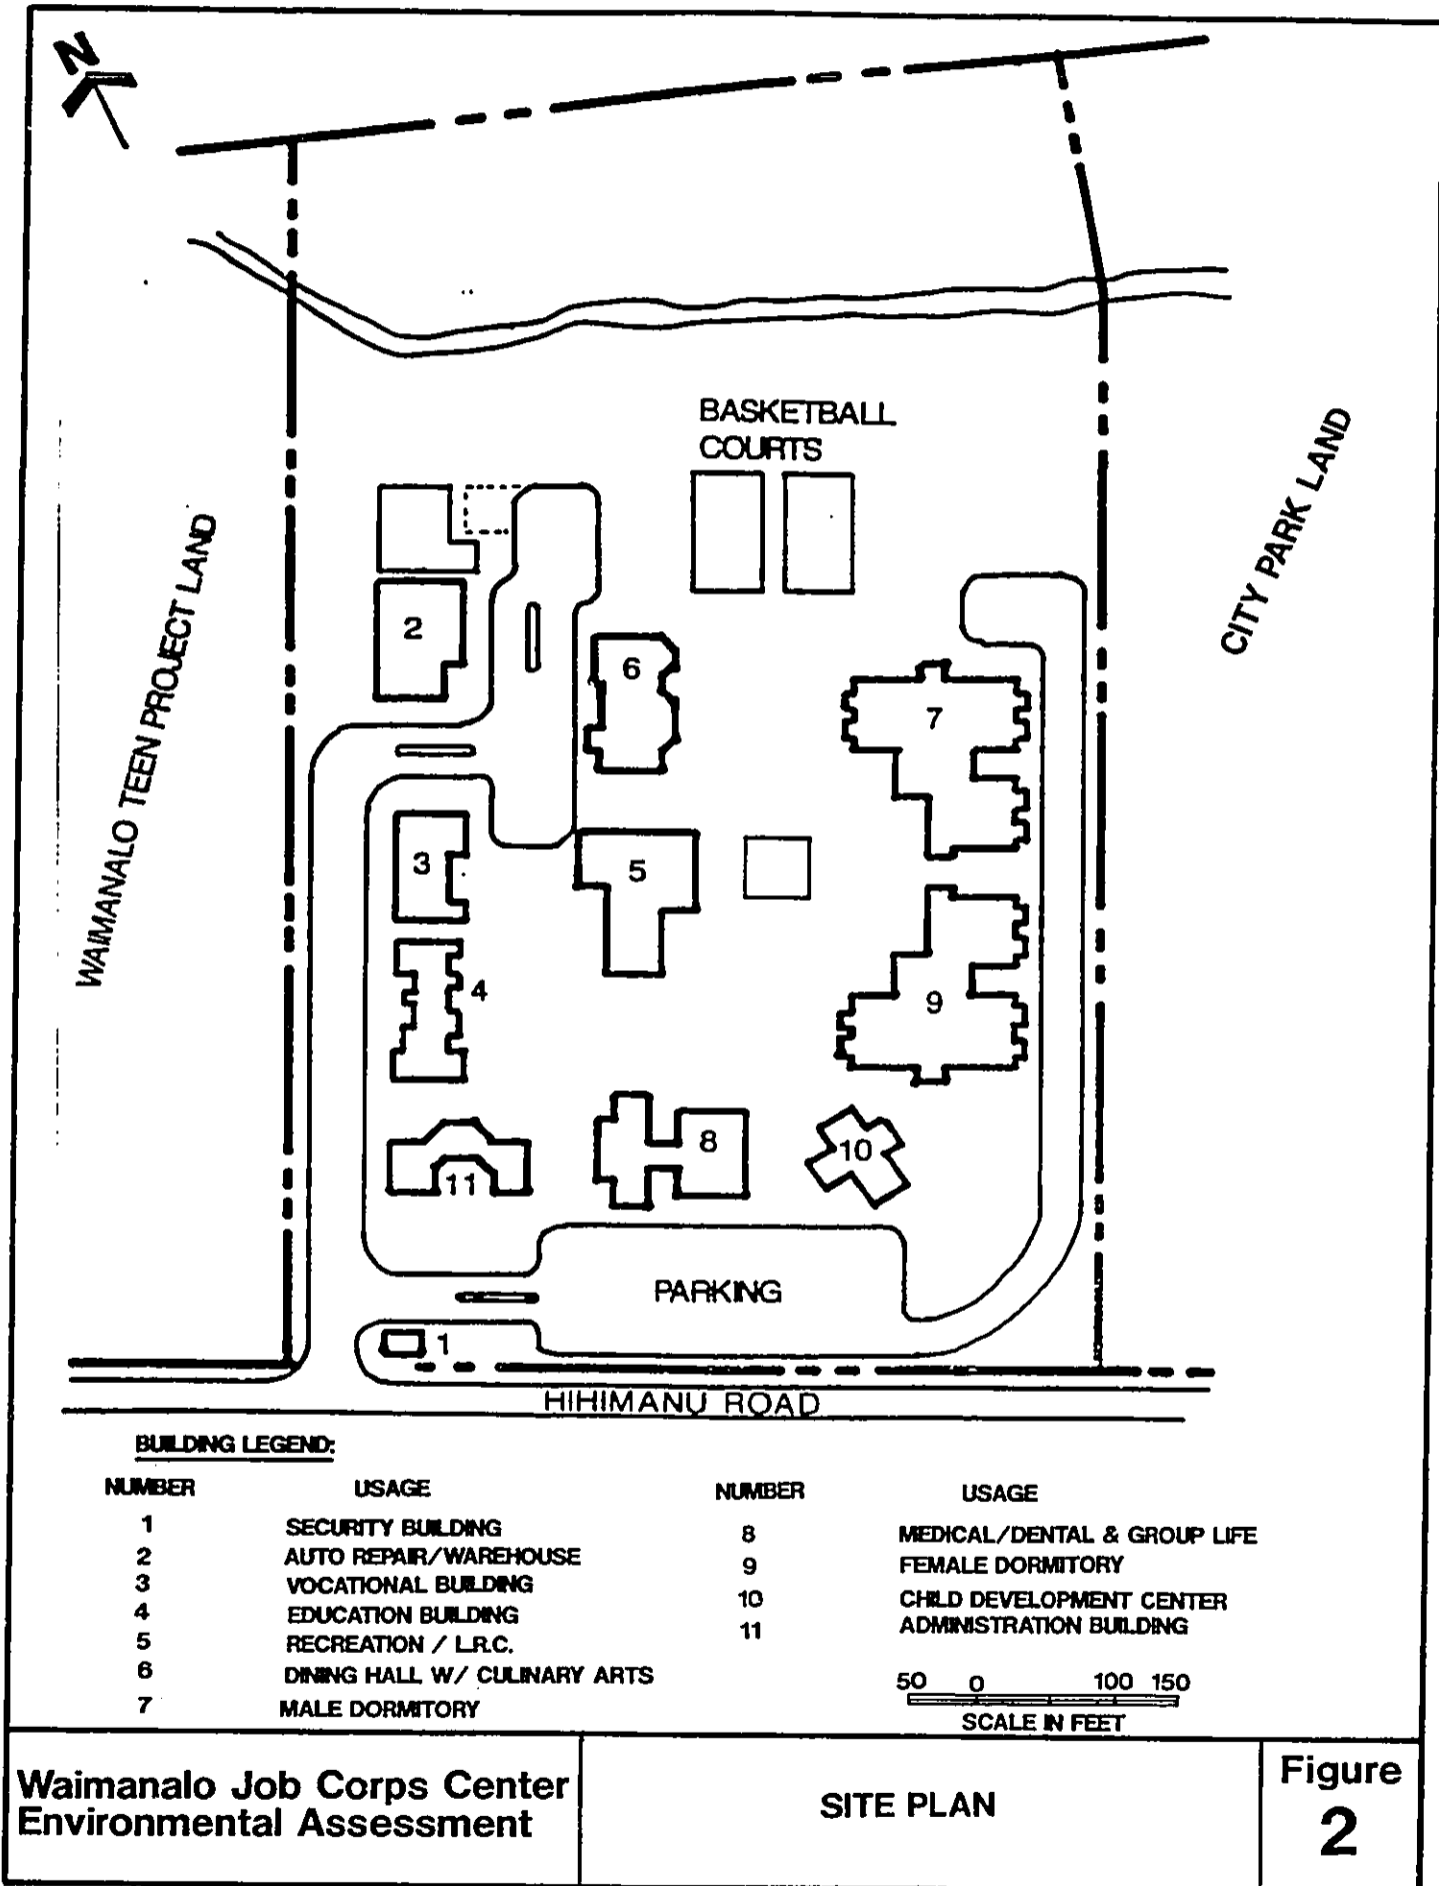 N
BASKETBALL
COURTS
WAIMANALO TEEN PROJECT LAND
CITY PARK LAND
2
6
7
3
5
4
9
8
10
11
PARKING
1
HIHIMANU ROAD
BUILDING LEGEND:
NUMBER USAGE NUMBER USAGE
1 SECURITY BUILDING 8 MEDICAL/DENTAL & GROUP LIFE
2 AUTO REPAIR/WAREHOUSE 9 FEMALE DORMITORY
3 VOCATIONAL BUILDING 10 CHILD DEVELOPMENT CENTER
4 EDUCATION BUILDING 11 ADMINISTRATION BUILDING
5 RECREATION / L.R.C.
6 DINING HALL W/ CULINARY ARTS
7 MALE DORMITORY
50 0 100 150
SCALE IN FEET
Waimanalo Job Corps Center
Environmental Assessment
SITE PLAN
Figure
2